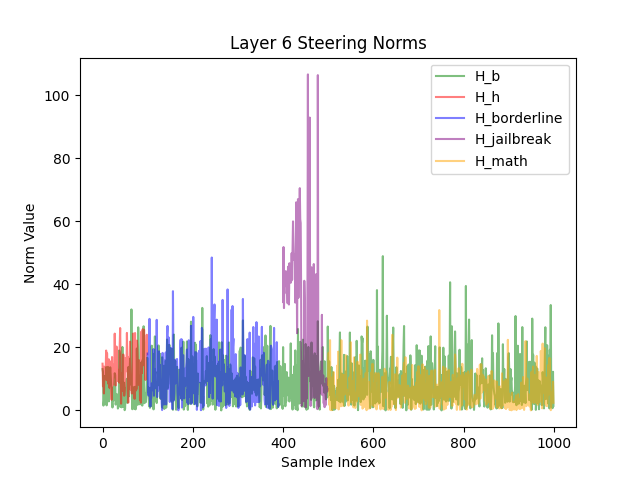 Layer 6 Steering Norms
H_b
H_h
H_borderline
H_jailbreak
H_math
Norm Value
100
80
60
40
20
0
0 200 400 600 800 1000
Sample Index